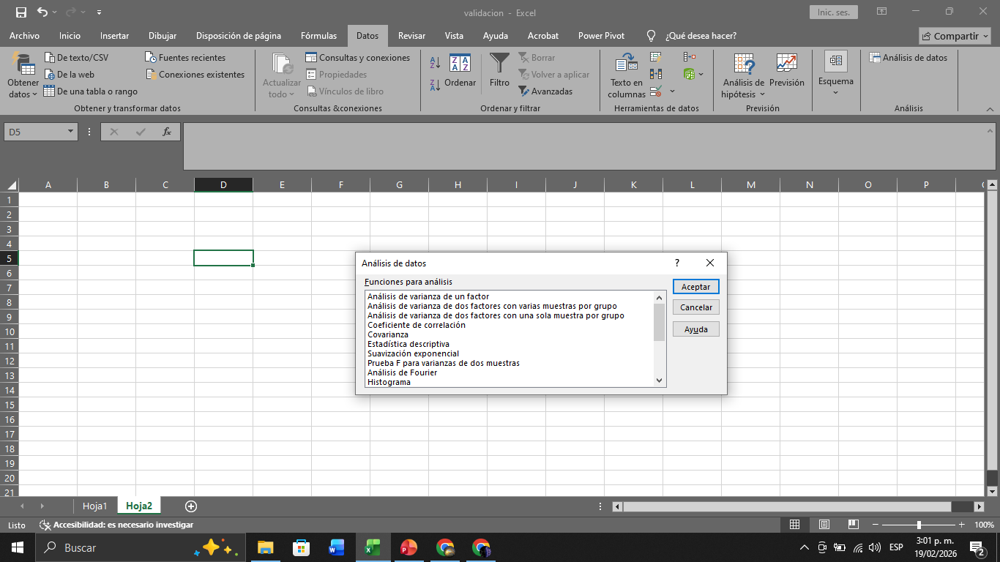 validacion - Excel
Inic. ses.
Archivo Inicio Insertar Dibujar Disposición de página Fórmulas Datos Revisar Vista Ayuda Acrobat Power Pivot ¿Qué desea hacer? Compartir
Obtener datos
De texto/CSV
De la web
De una tabla o rango
Fuentes recientes
Conexiones existentes
Obtener y transformar datos
Actualizar todo
Consultas y conexiones
Propiedades
Vínculos de libro
Consultas &conexiones
Ordenar
Filtro
Borrar
Volver a aplicar
Avanzadas
Ordenar y filtrar
Texto en columnas
Herramientas de datos
Análisis de hipótesis
Previsión
Previsión
Esquema
Análisis de datos
Análisis
D5
fx
A B C D E F G H I J K L M N O P
1
2
3
4
5
6
7
8
9
10
11
12
13
14
15
16
17
18
19
20
21
Análisis de datos ?
Funciones para análisis
Análisis de varianza de un factor
Análisis de varianza de dos factores con varias muestras por grupo
Análisis de varianza de dos factores con una sola muestra por grupo
Coeficiente de correlación
Covarianza
Estadística descriptiva
Suavización exponencial
Prueba F para varianzas de dos muestras
Análisis de Fourier
Histograma
Aceptar
Cancelar
Ayuda
Hoja1 Hoja2
Listo Accesibilidad: es necesario investigar 100%
Buscar
ESP
3:01 p. m.
19/02/2026
2